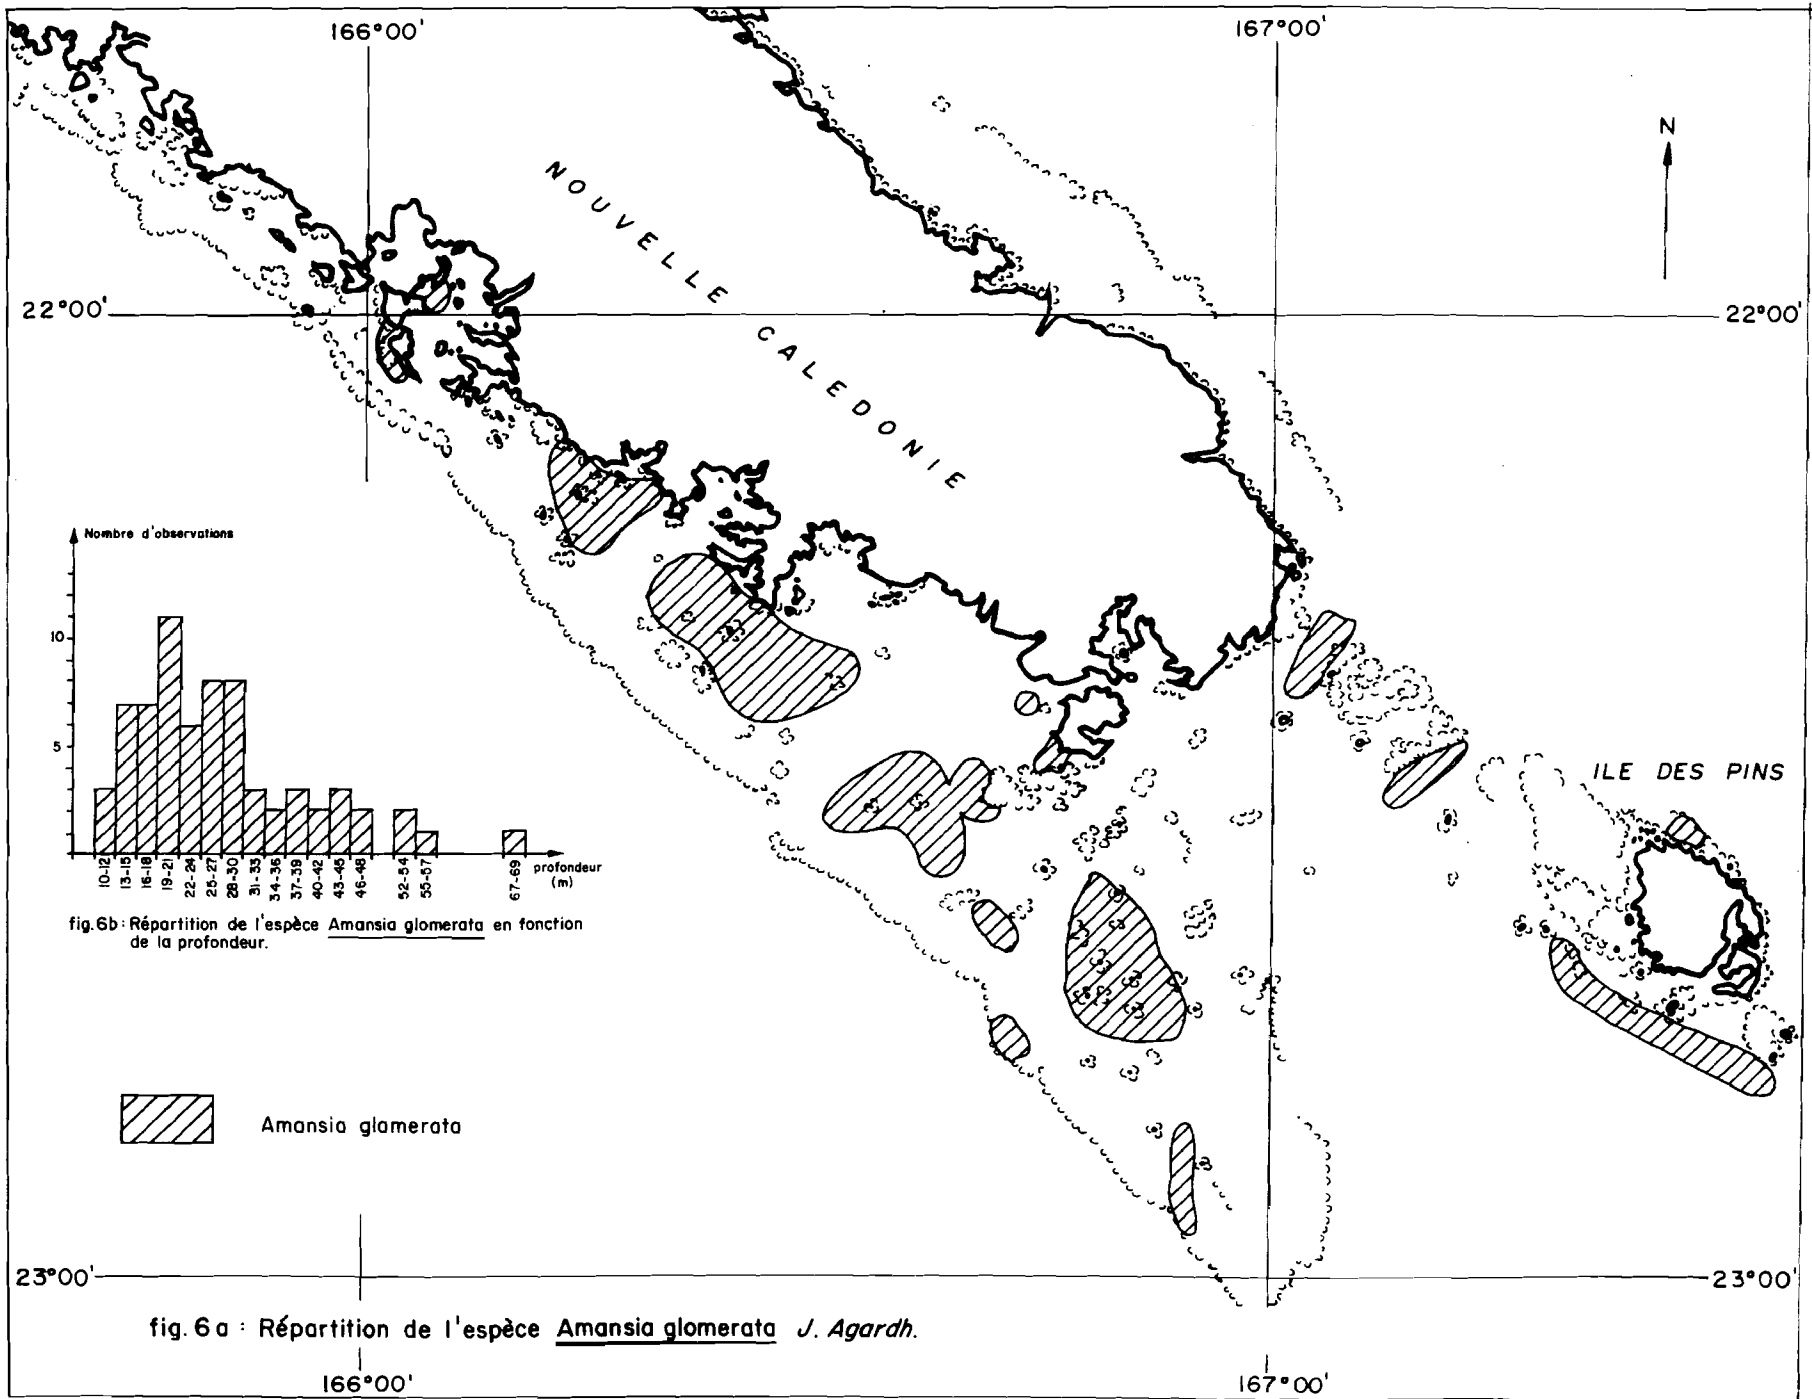 166°00' 167°00'
N
NOUVELLE CALEDONIE
22°00' 22°00'
Nombre d'observations
10
5
10-12 13-15 16-18 19-21 22-24 25-27 28-30 31-33 34-36 37-39 40-42 43-45 46-48 52-54 55-57 67-69
profondeur
(m)
fig.6b: Répartition de l'espèce Amansia glomerata en fonction
de la profondeur.
ILE DES PINS
Amansia glamerata
23°00' 23°00'
fig. 6a : Répartition de l'espèce Amansia glomerata J. Agardh.
166°00' 167°00'